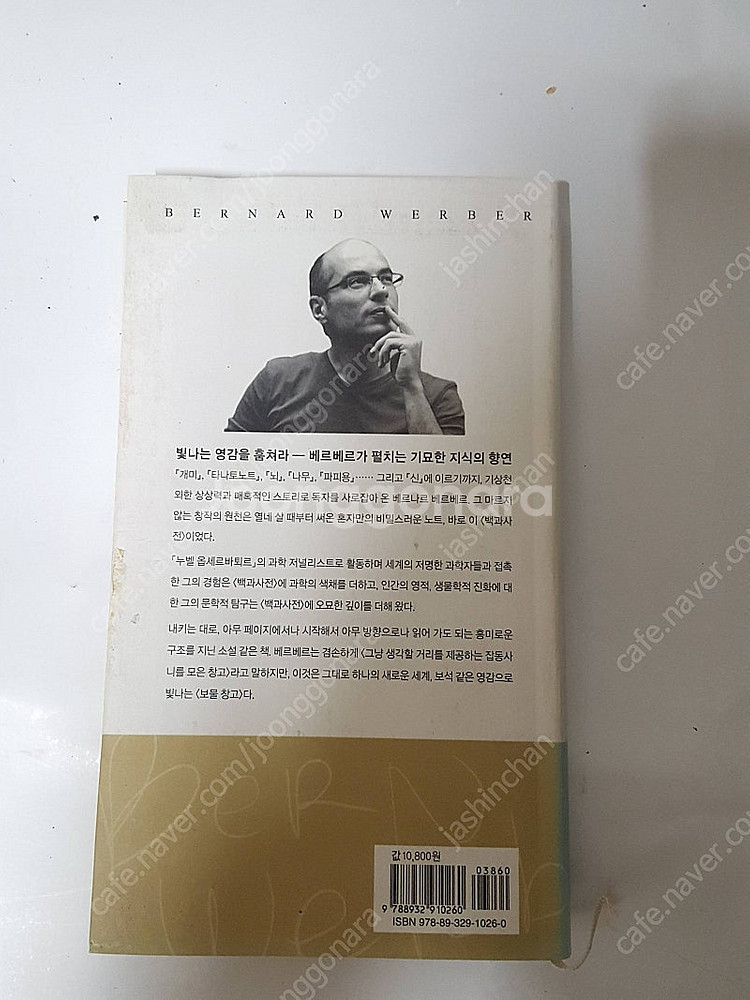 BERNARD WERBER
빛나는 영감을 훔쳐라 — 베르베르가 펼치는 기묘한 지식의 향연
『개미』, 『타나토노트』, 『뇌』, 『나무』, 『파피용』…… 그리고 『신』에 이르기까지, 기상천
외한 상상력과 매혹적인 스토리로 독자를 사로잡아 온 베르나르 베르베르. 그 마르지
않는 창작의 원천은 열네 살 때부터 써온 혼자만의 비밀스러운 노트, 바로 이 〈백과사
전〉이었다.
『누벨 옵세르바퇴르』의 과학 저널리스트로 활동하며 세계의 저명한 과학자들과 접촉
한 그의 경험은 〈백과사전〉에 과학의 색채를 더하고, 인간의 영적, 생물학적 진화에 대
한 그의 문학적 탐구는 〈백과사전〉에 오묘한 깊이를 더해 왔다.
내키는 대로, 아무 페이지에서나 시작해서 아무 방향으로나 읽어 가도 되는 흥미로운
구조를 지닌 소설 같은 책. 베르베르는 겸손하게 〈그냥 생각할 거리를 제공하는 잡동사
니를 모은 창고〉라고 말하지만, 이것은 그대로 하나의 새로운 세계, 보석 같은 영감으로
빛나는 〈보물 창고〉다.
BERN
WERB
값 10,800원
03860
9 788932 910260
ISBN 978-89-329-1026-0
joonggonara
cafe.naver.com/joonggonara
jashinchan